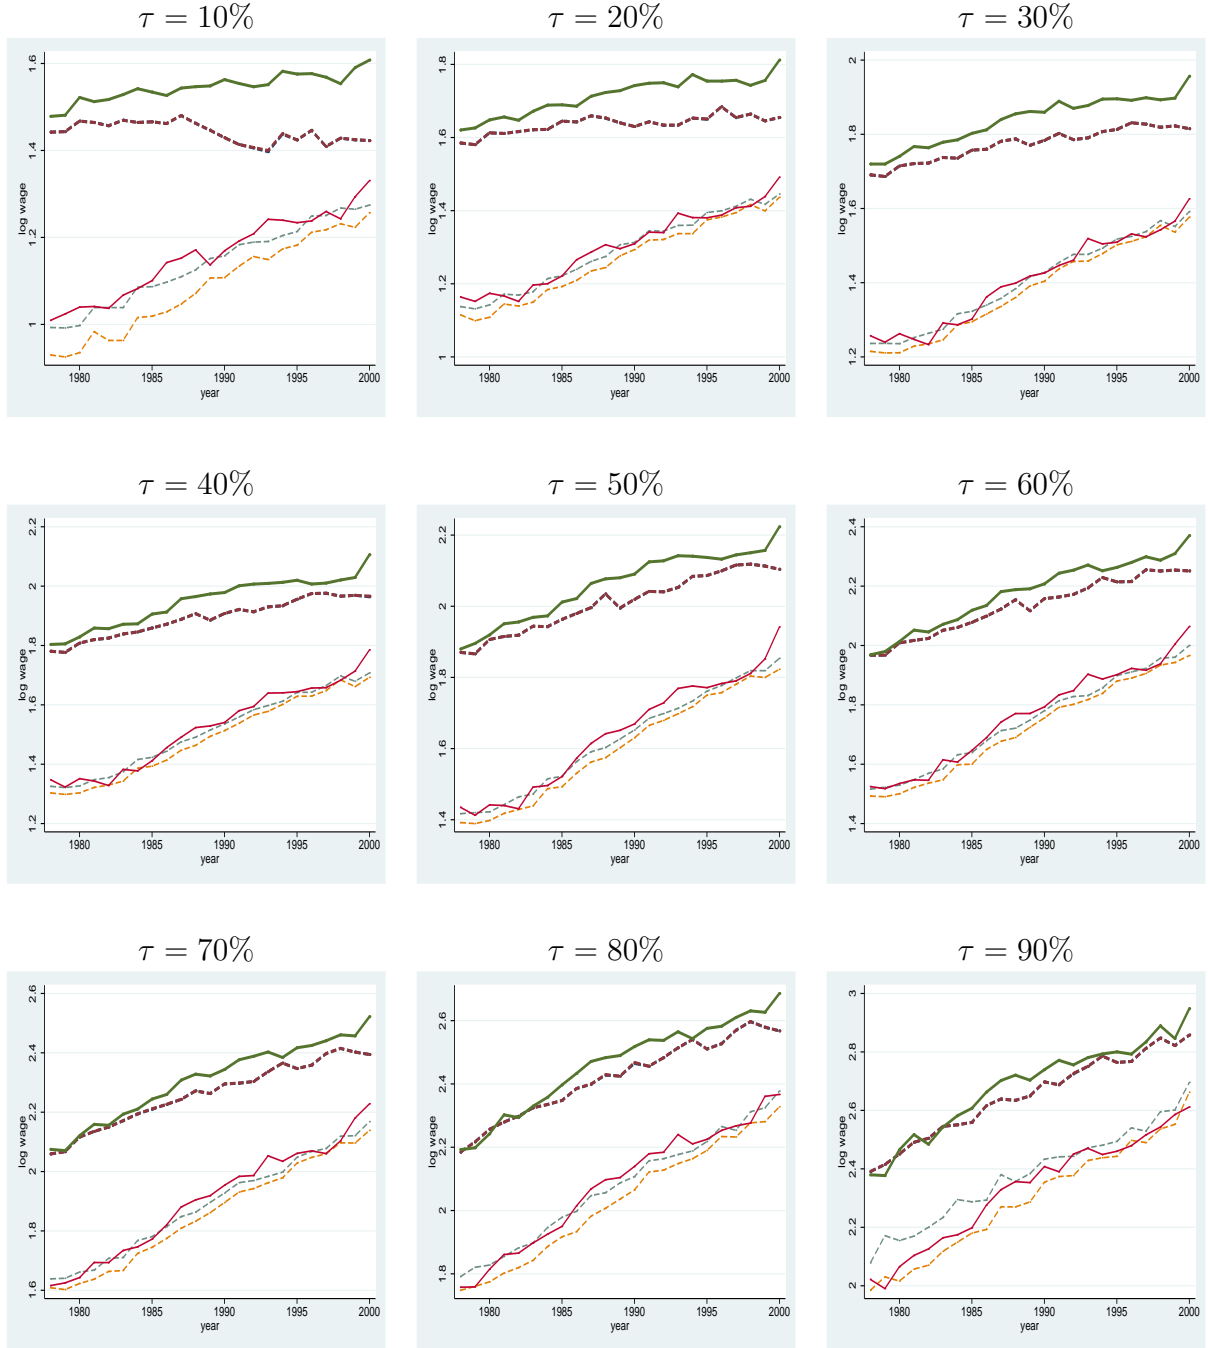 τ = 10% τ = 20% τ = 30%
1.6 1.4 1.2 1
log wage
1980 1985 1990 1995 2000
year
1.8 1.6 1.4 1.2 1
log wage
1980 1985 1990 1995 2000
year
2 1.8 1.6 1.4 1.2
log wage
1980 1985 1990 1995 2000
year
τ = 40% τ = 50% τ = 60%
2.2 2 1.8 1.6 1.4 1.2
log wage
1980 1985 1990 1995 2000
year
2.2 2 1.8 1.6 1.4
log wage
1980 1985 1990 1995 2000
year
2.4 2.2 2 1.8 1.6 1.4
log wage
1980 1985 1990 1995 2000
year
τ = 70% τ = 80% τ = 90%
2.6 2.4 2.2 2 1.8 1.6
log wage
1980 1985 1990 1995 2000
year
2.6 2.4 2.2 2 1.8
log wage
1980 1985 1990 1995 2000
year
3 2.8 2.6 2.4 2.2 2
log wage
1980 1985 1990 1995 2000
year